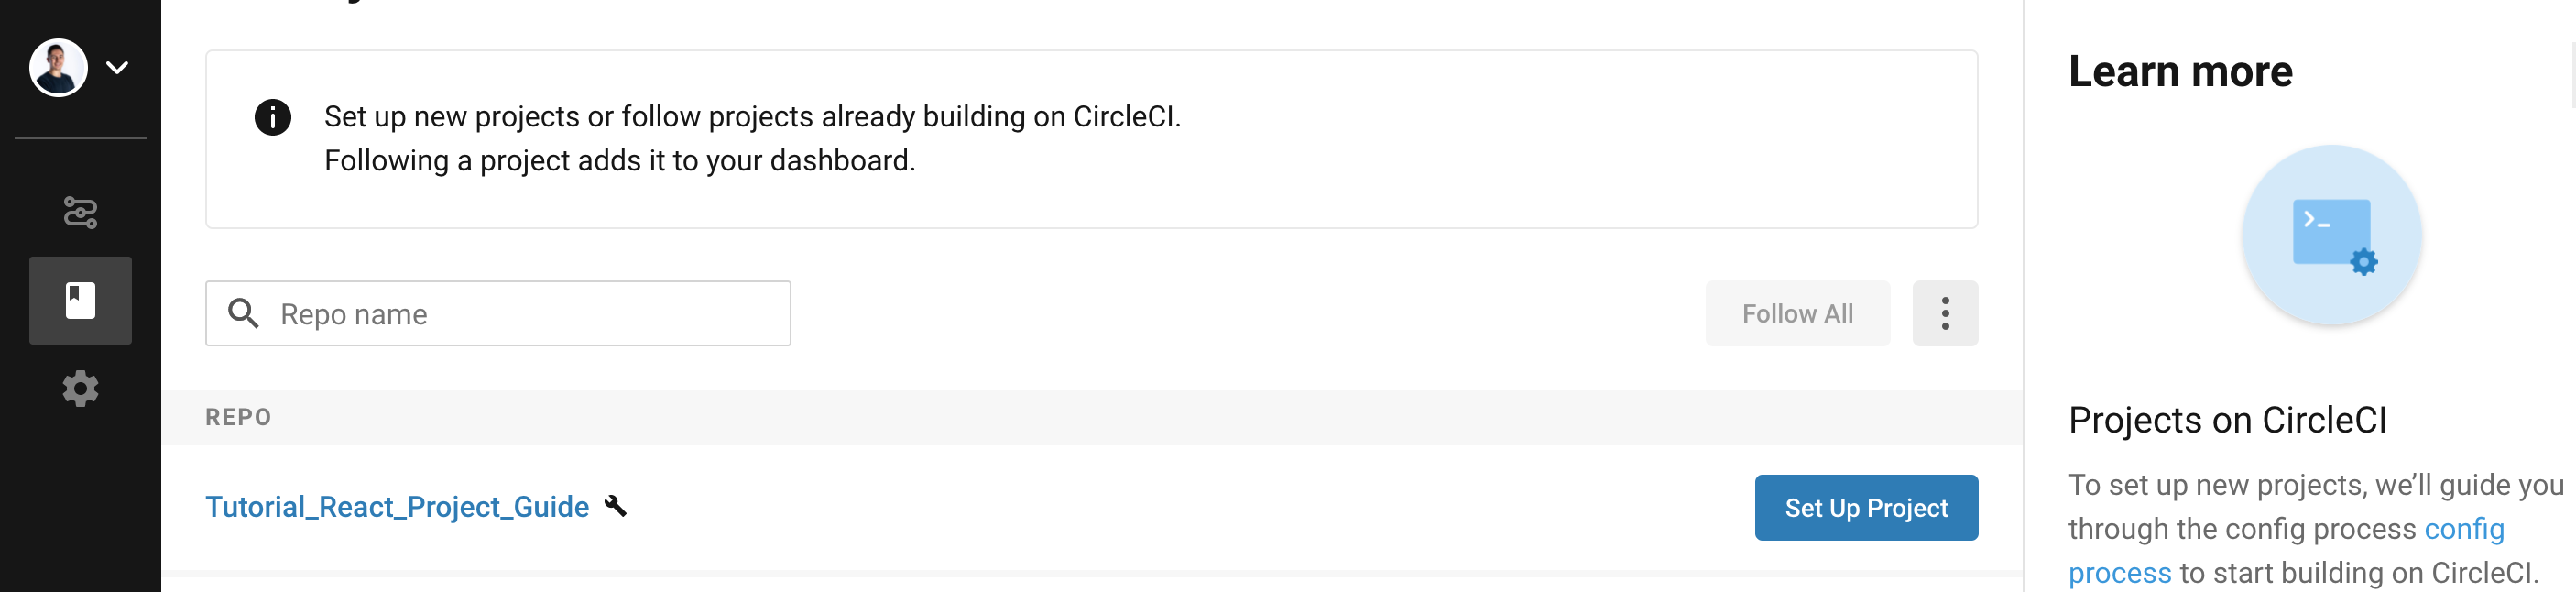 Set up new projects or follow projects already building on CircleCI.
Following a project adds it to your dashboard.
Repo name
Follow All
REPO
Tutorial_React_Project_Guide
Set Up Project
Learn more
>_
Projects on CircleCI
To set up new projects, we’ll guide you
through the config process config
process to start building on CircleCI.